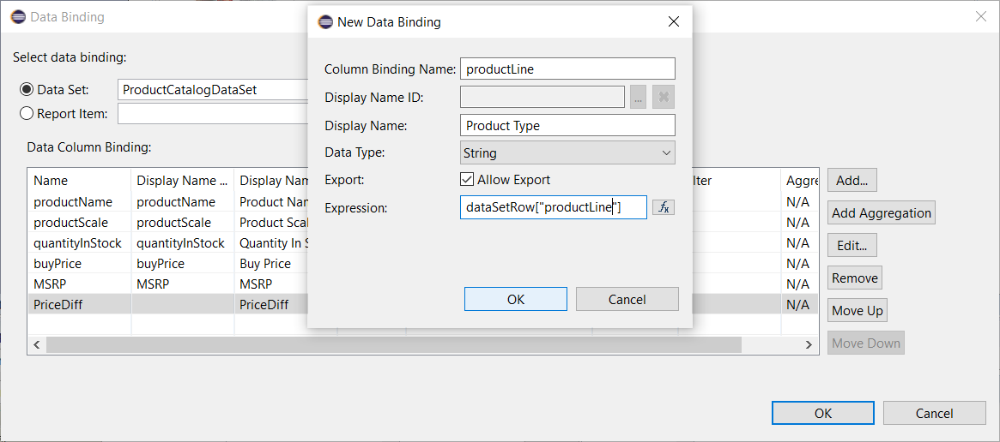 Data Binding
Select data binding:
Data Set: ProductCatalogDataSet
Report Item:
Data Column Binding:
Name Display Name ... Display Nam lter Aggre
productName productName Product Nam N/A
productScale productScale Product Scal N/A
quantityInStock quantityInStock Quantity In S N/A
buyPrice buyPrice Buy Price N/A
MSRP MSRP MSRP N/A
PriceDiff PriceDiff N/A
Add...
Add Aggregation
Edit...
Remove
Move Up
Move Down
OK Cancel
New Data Binding
Column Binding Name: productLine
Display Name ID: ...
Display Name: Product Type
Data Type: String
Export: Allow Export
Expression: dataSetRow["productLine"] fx
OK Cancel